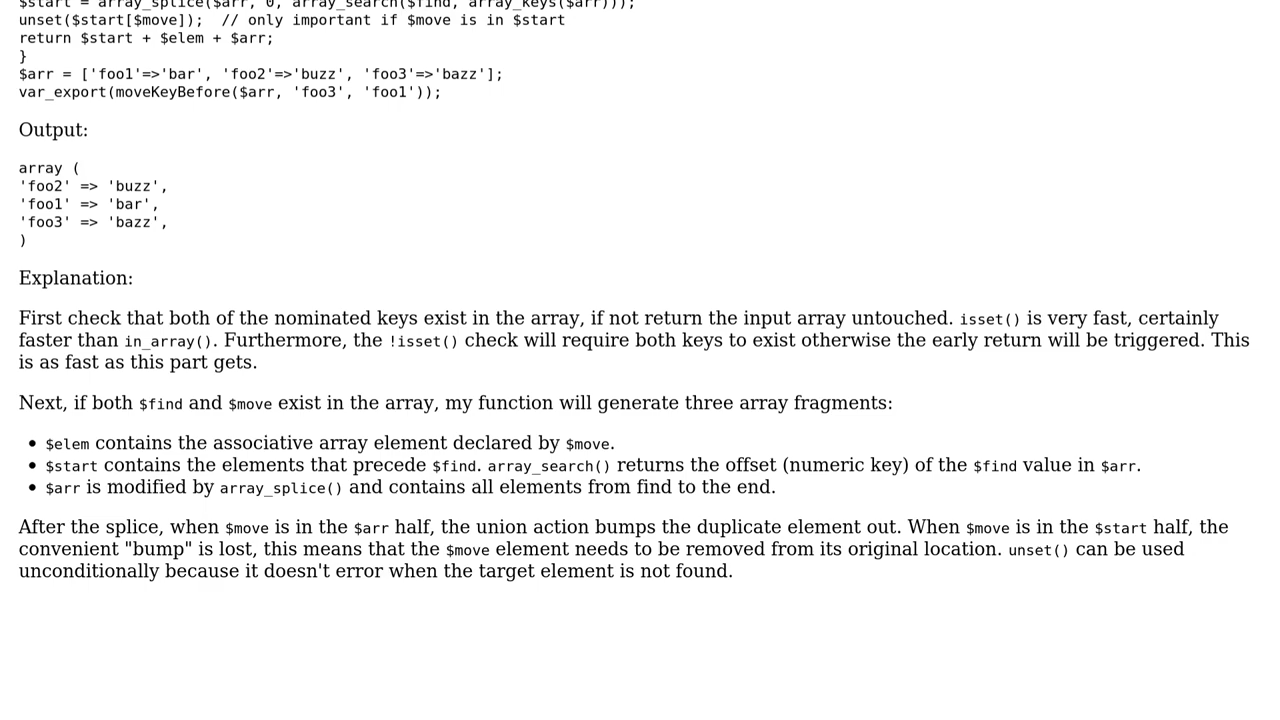 $start = array_splice($arr, 0, array_search($find, array_keys($arr)));
unset($start[$move]);  // only important if $move is in $start
return $start + $elem + $arr;
}
$arr = ['foo1'=>'bar', 'foo2'=>'buzz', 'foo3'=>'bazz'];
var_export(moveKeyBefore($arr, 'foo3', 'foo1'));
Output:
array (
'foo2' => 'buzz',
'foo1' => 'bar',
'foo3' => 'bazz',
)
Explanation:
First check that both of the nominated keys exist in the array, if not return the input array untouched. isset() is very fast, certainly
faster than in_array(). Furthermore, the !isset() check will require both keys to exist otherwise the early return will be triggered. This
is as fast as this part gets.
Next, if both $find and $move exist in the array, my function will generate three array fragments:
• $elem contains the associative array element declared by $move.
• $start contains the elements that precede $find. array_search() returns the offset (numeric key) of the $find value in $arr.
• $arr is modified by array_splice() and contains all elements from find to the end.
After the splice, when $move is in the $arr half, the union action bumps the duplicate element out. When $move is in the $start half, the
convenient "bump" is lost, this means that the $move element needs to be removed from its original location. unset() can be used
unconditionally because it doesn't error when the target element is not found.